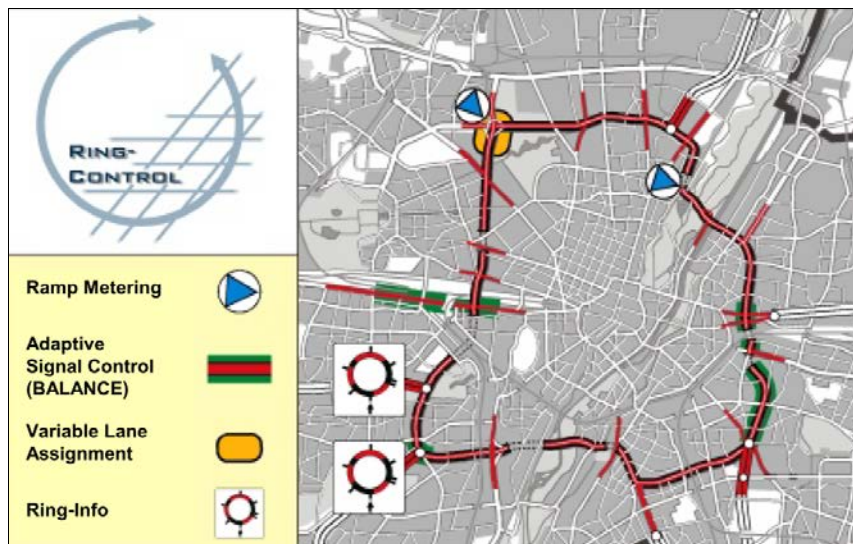 RING-
CONTROL
Ramp Metering
Adaptive
Signal Control
(BALANCE)
Variable Lane
Assignment
Ring-Info